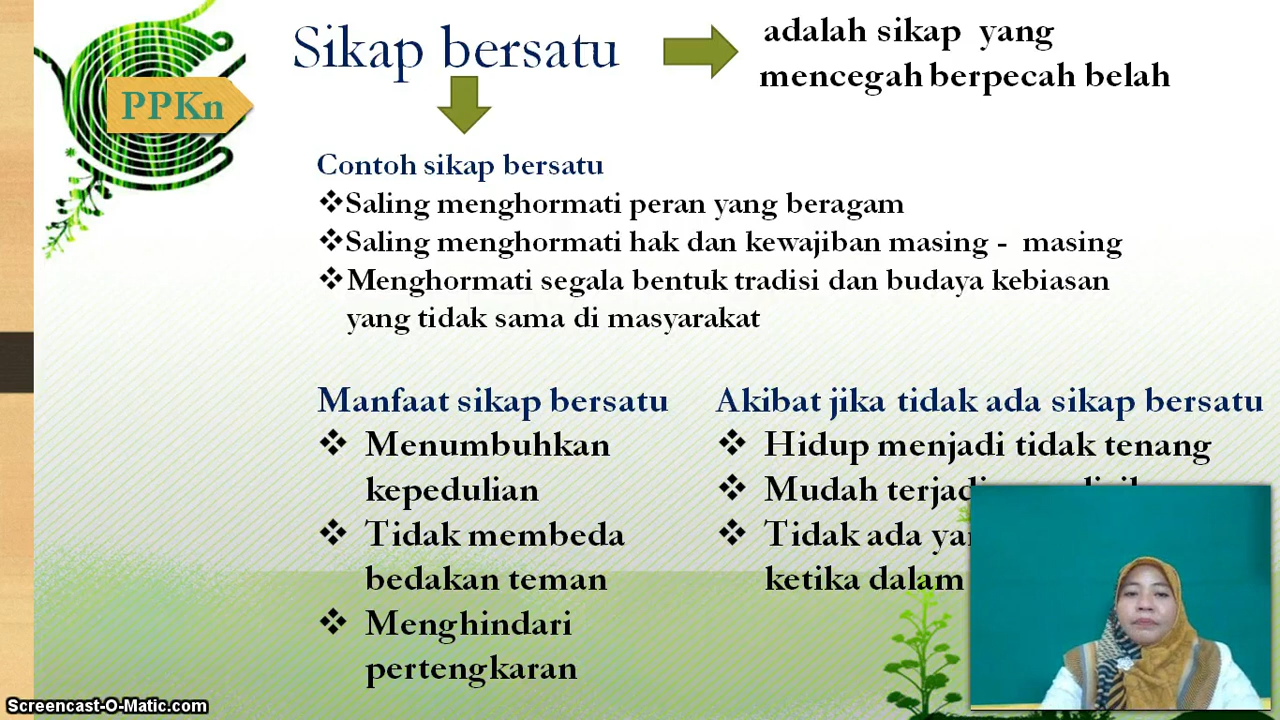 PPKn
Sikap bersatu
adalah sikap yang
mencegah berpecah belah
Contoh sikap bersatu
❖Saling menghormati peran yang beragam
❖Saling menghormati hak dan kewajiban masing - masing
❖Menghormati segala bentuk tradisi dan budaya kebiasan
yang tidak sama di masyarakat
Manfaat sikap bersatu
❖ Menumbuhkan
kepedulian
❖ Tidak membeda
bedakan teman
❖ Menghindari
pertengkaran
Akibat jika tidak ada sikap bersatu
❖ Hidup menjadi tidak tenang
❖ Mudah
❖ Tidak ada
ketika dalam
Screencast-O-Matic.com